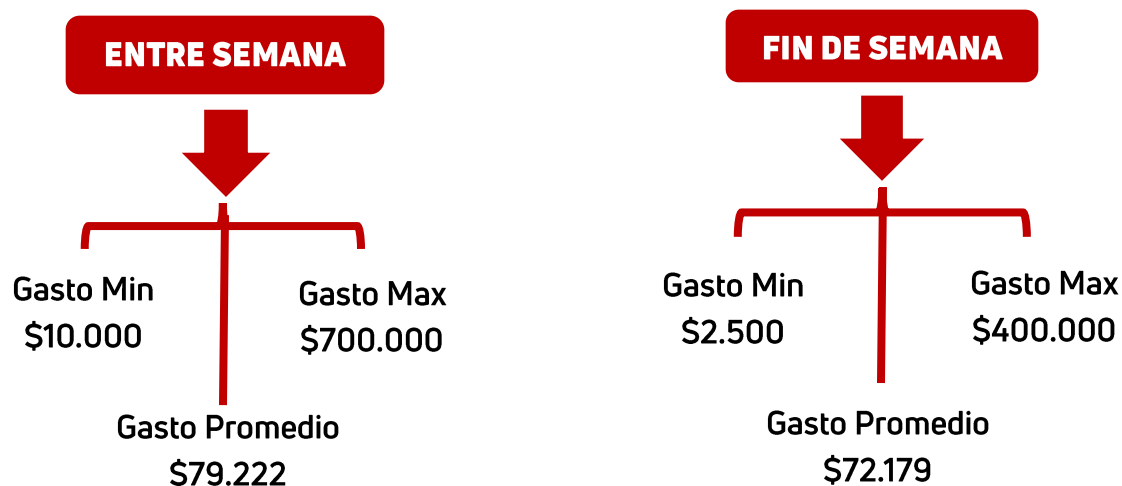 ENTRE SEMANA
Gasto Min
$10.000
Gasto Max
$700.000
Gasto Promedio
$79.222
FIN DE SEMANA
Gasto Min
$2.500
Gasto Max
$400.000
Gasto Promedio
$72.179